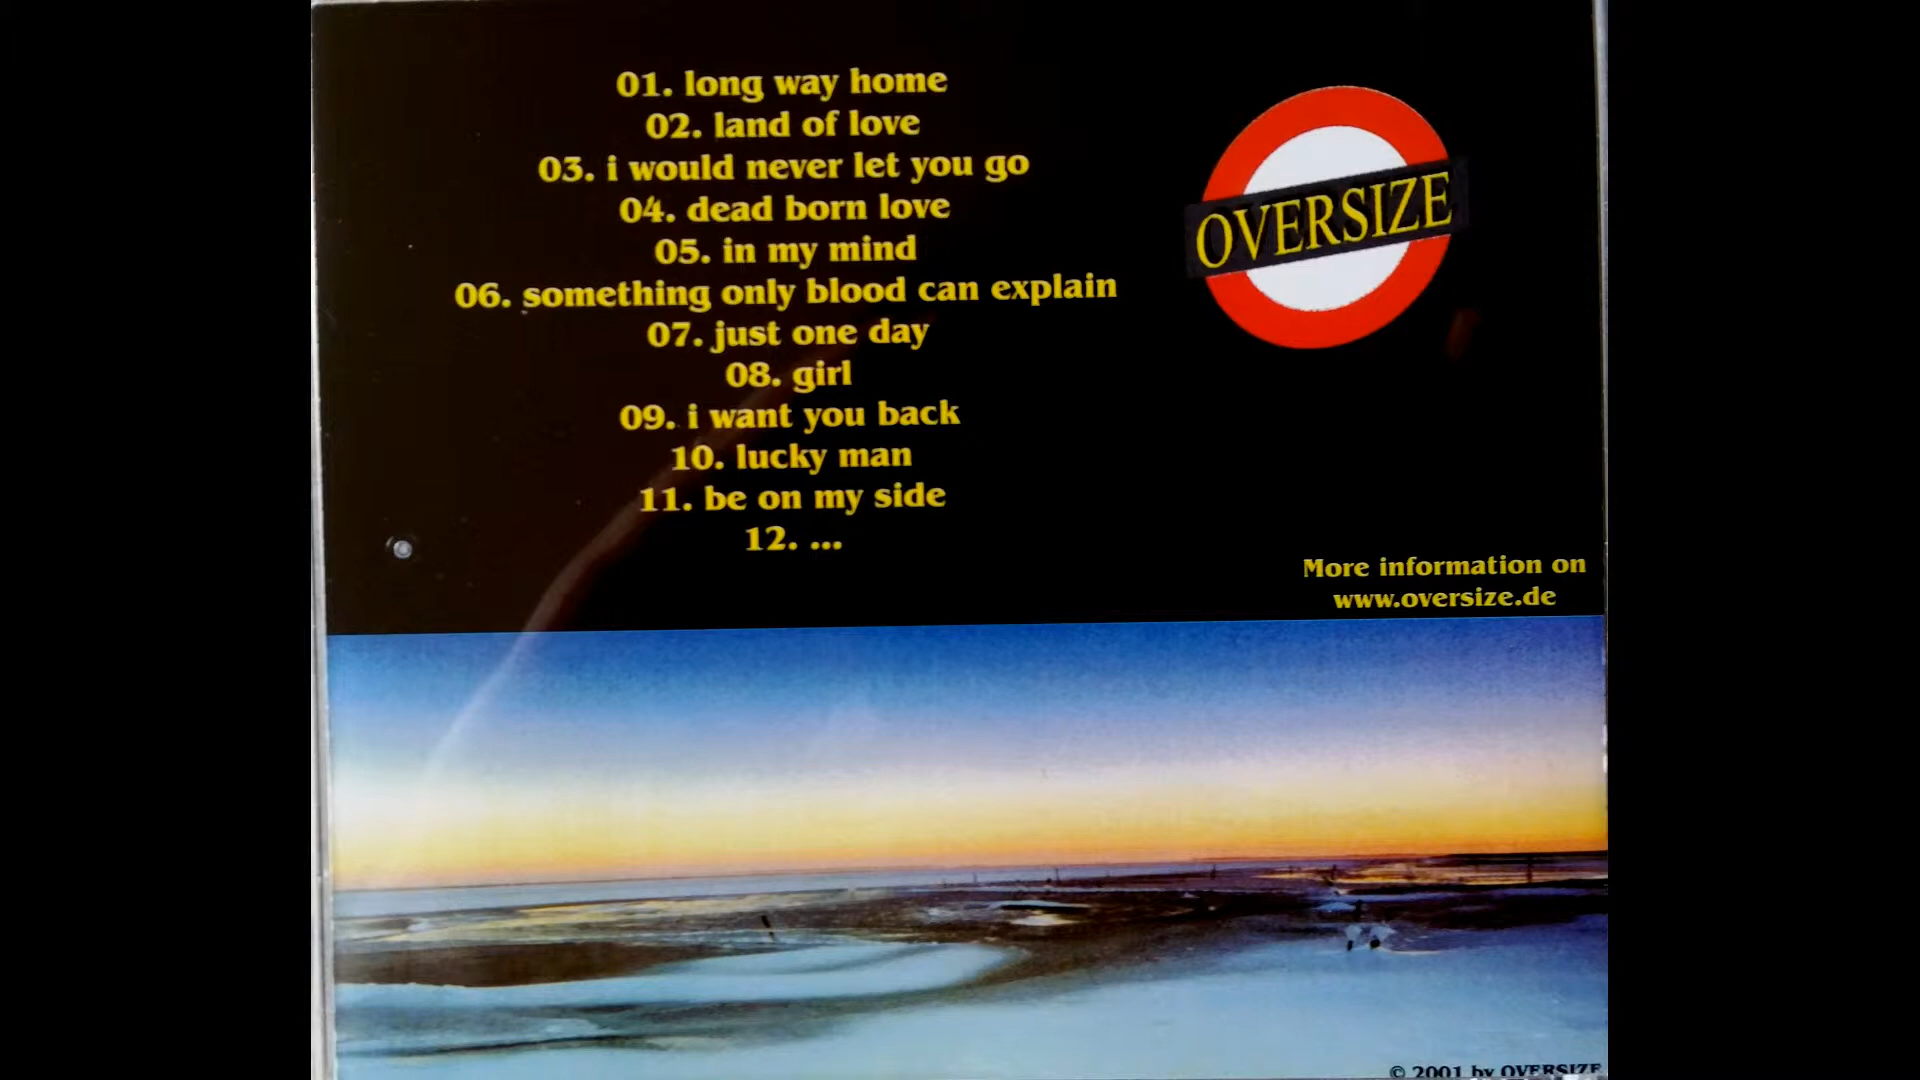 01. long way home
02. land of love
03. i would never let you go
04. dead born love
05. in my mind
06. something only blood can explain
07. just one day
08. girl
09. i want you back
10. lucky man
11. be on my side
12. ...
OVERSIZE
More information on
www.oversize.de
© 2001 by OVERSIZE